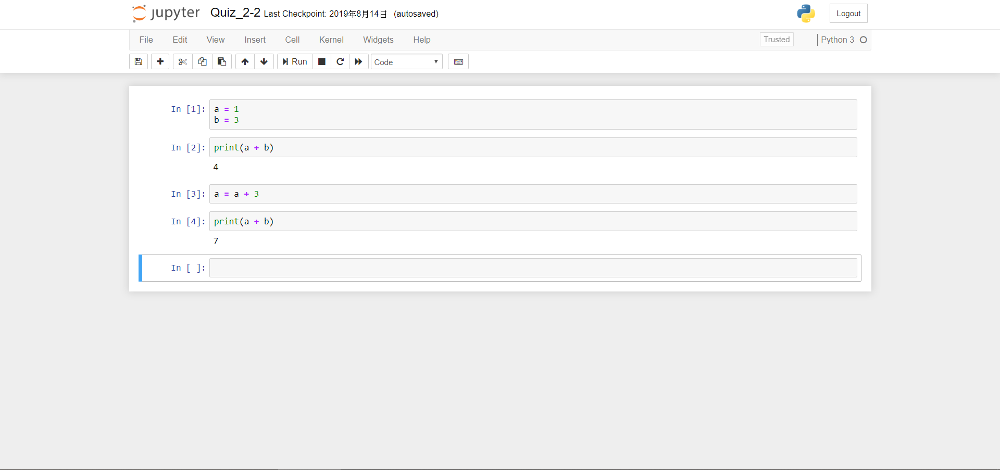 jupyter Quiz_2-2 Last Checkpoint: 2019年8月14日 (autosaved) Logout
File Edit View Insert Cell Kernel Widgets Help Trusted Python 3
Run Code
In [1]: a = 1
b = 3
In [2]: print(a + b)
4
In [3]: a = a + 3
In [4]: print(a + b)
7
In [ ]: